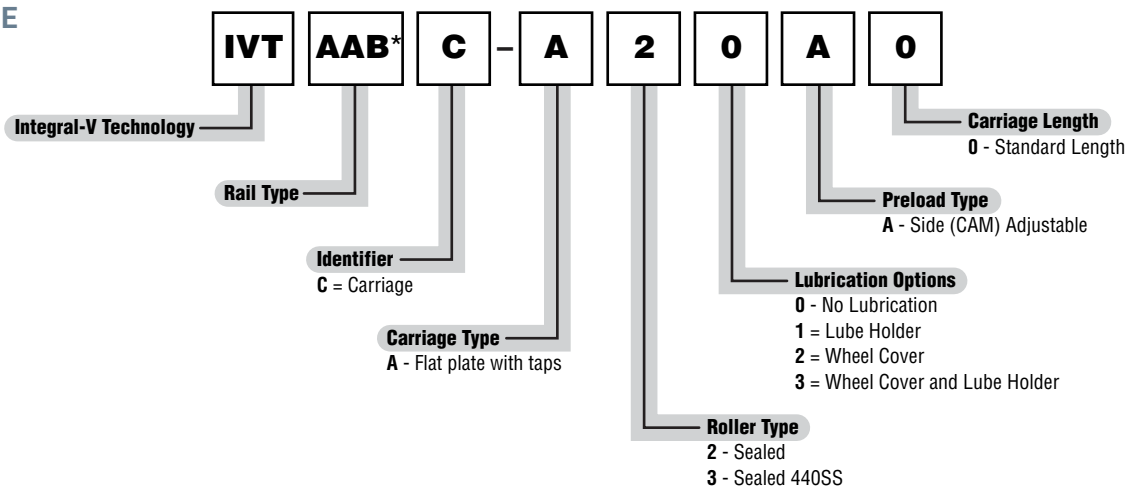 E
IVT AAB* C – A 2 0 A 0
Integral-V Technology
Carriage Length
0 - Standard Length
Rail Type
Preload Type
A - Side (CAM) Adjustable
Identifier
C = Carriage
Lubrication Options
0 - No Lubrication
1 = Lube Holder
2 = Wheel Cover
3 = Wheel Cover and Lube Holder
Carriage Type
A - Flat plate with taps
Roller Type
2 - Sealed
3 - Sealed 440SS